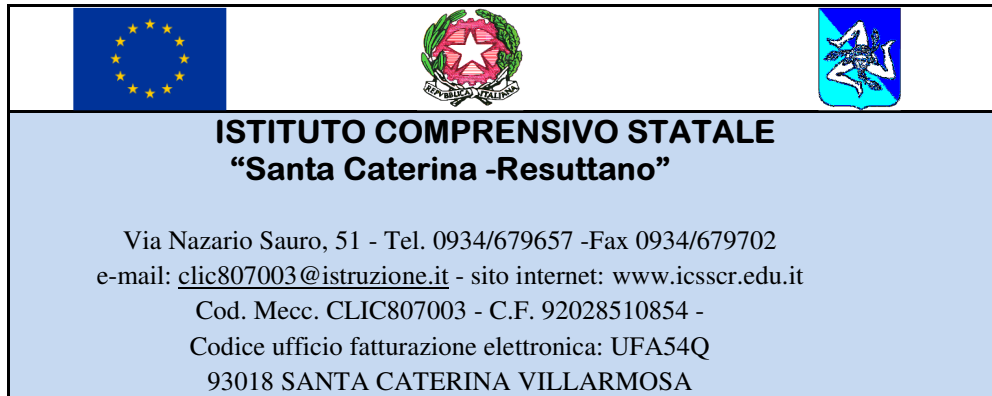 REPVBBLICA ITALIANA
ISTITUTO COMPRENSIVO STATALE
“Santa Caterina -Resuttano”
Via Nazario Sauro, 51 - Tel. 0934/679657 -Fax 0934/679702
e-mail: clic807003@istruzione.it - sito internet: www.icsscr.edu.it
Cod. Mecc. CLIC807003 - C.F. 92028510854 -
Codice ufficio fatturazione elettronica: UFA54Q
93018 SANTA CATERINA VILLARMOSA